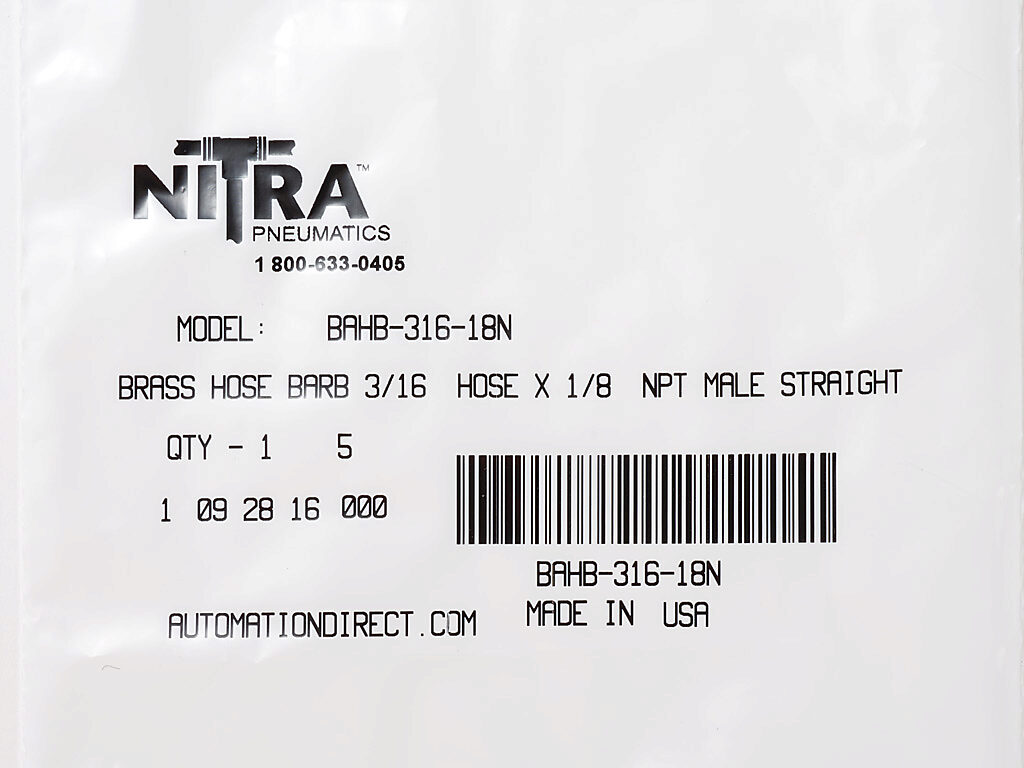 NITRA™
PNEUMATICS
1 800-633-0405
MODEL: BAHB-316-18N
BRASS HOSE BARB 3/16 HOSE X 1/8 NPT MALE STRAIGHT
QTY - 1 5
1 09 28 16 000
BAHB-316-18N
MADE IN USA
AUTOMATIONDIRECT.COM